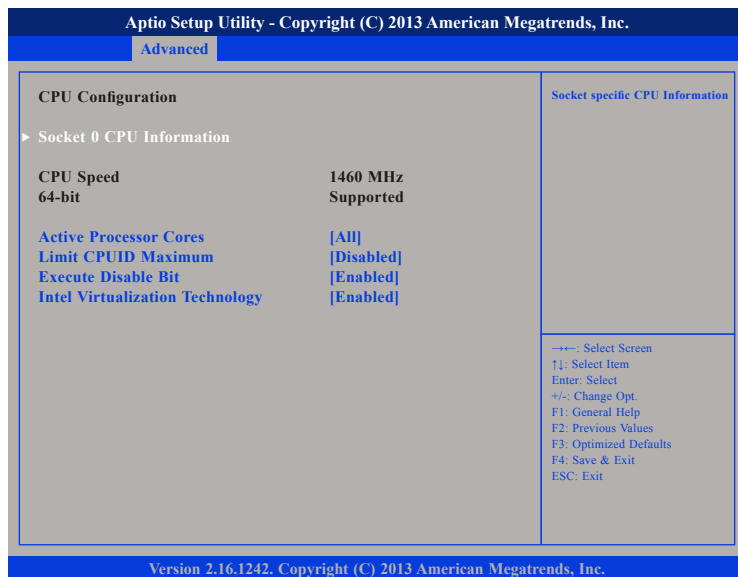 Aptio Setup Utility - Copyright (C) 2013 American Megatrends, Inc.
Advanced
CPU Configuration
► Socket 0 CPU Information
CPU Speed 1460 MHz
64-bit Supported
Active Processor Cores [All]
Limit CPUID Maximum [Disabled]
Execute Disable Bit [Enabled]
Intel Virtualization Technology [Enabled]
Socket specific CPU Information
→←: Select Screen
↑↓: Select Item
Enter: Select
+/-: Change Opt.
F1: General Help
F2: Previous Values
F3: Optimized Defaults
F4: Save & Exit
ESC: Exit
Version 2.16.1242. Copyright (C) 2013 American Megatrends, Inc.